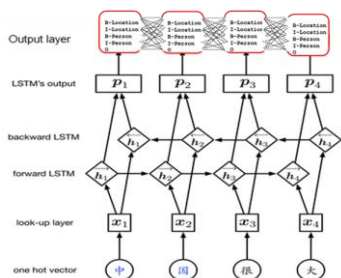 Output layer
B-Location
I-Location
B-Person
I-Person
O
B-Location
I-Location
B-Person
I-Person
O
B-Location
I-Location
B-Person
I-Person
O
B-Location
I-Location
B-Person
I-Person
O
LSTM's output
p1 p2 p3 p4
backward LSTM
h1 h2 h3 h4
forward LSTM
h1 h2 h3 h4
look-up layer
x1 x2 x3 x4
one hot vector
中 国 很 大